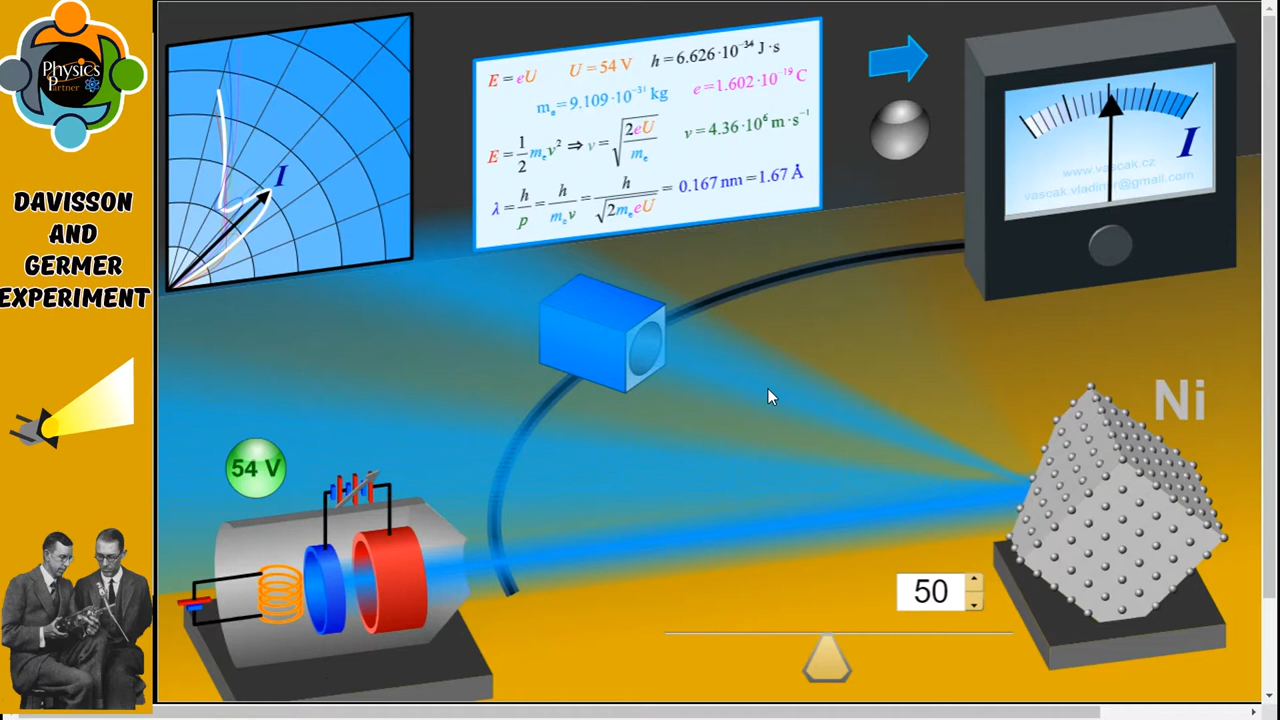 Physics
Partner
DAVISSON
AND
GERMER
EXPERIMENT
I
E = eU U = 54 V h = 6.626·10⁻³⁴ J·s
mₑ = 9.109·10⁻³¹ kg e = 1.602·10⁻¹⁹ C
E = 1/2 mₑv² ⇒ v = √(2eU/mₑ) v = 4.36·10⁶ m·s⁻¹
λ = h/p = h/(mₑv) = h/√(2mₑeU) = 0.167 nm = 1.67 Å
I
www.vascak.cz
vascak.vladimir@gmail.com
Ni
54 V
50